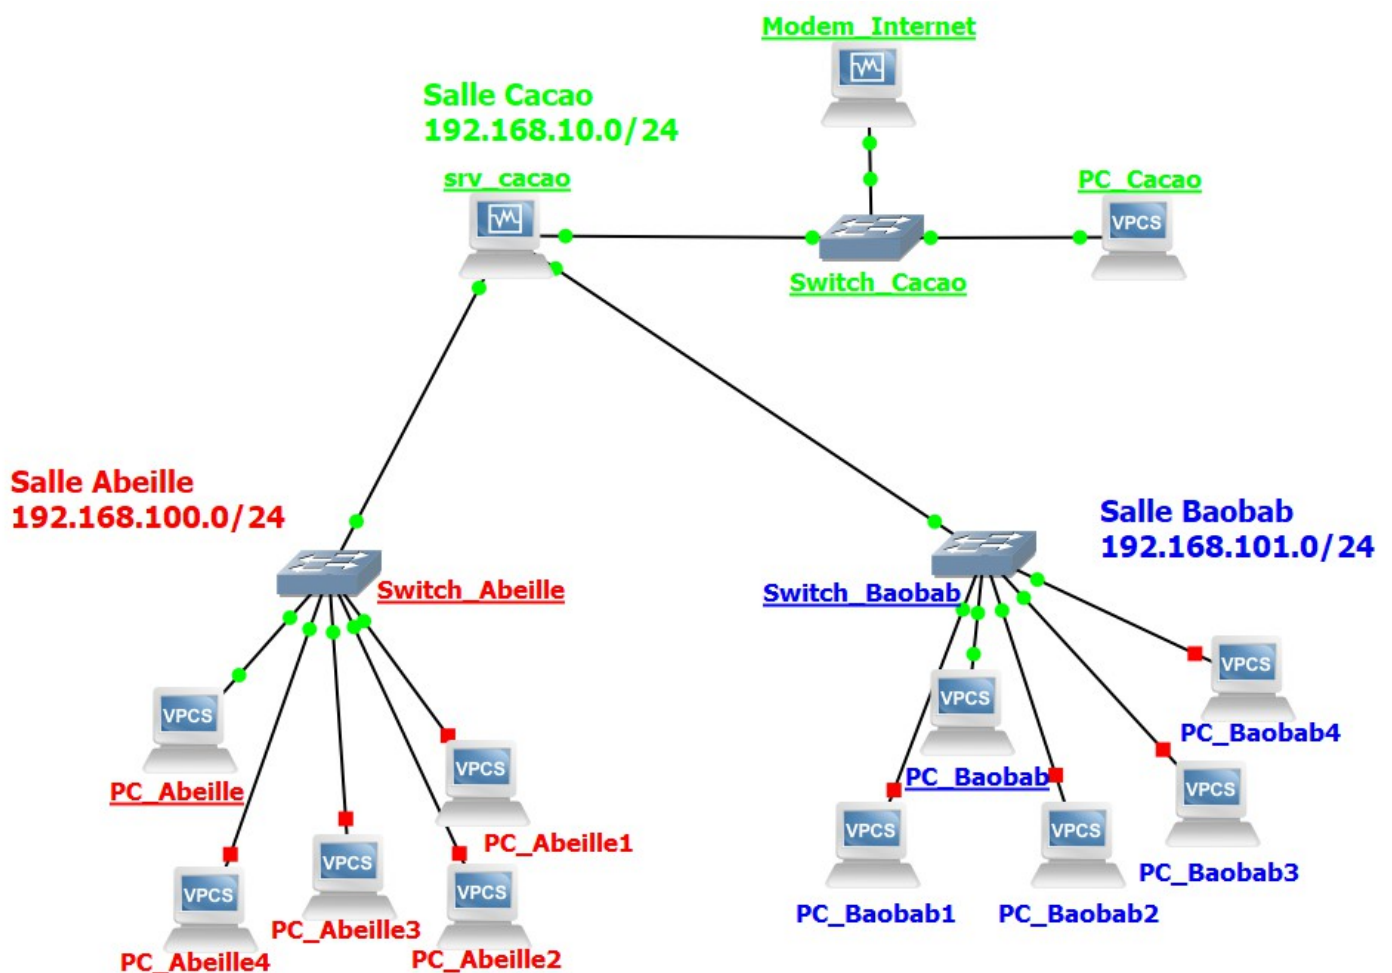 Modem_Internet
Salle Cacao
192.168.10.0/24
srv_cacao
PC_Cacao
VPCS
Switch_Cacao
Salle Abeille
192.168.100.0/24
Salle Baobab
192.168.101.0/24
Switch_Abeille
Switch_Baobab
VPCS
PC_Abeille
VPCS
PC_Abeille1
VPCS
PC_Abeille3
VPCS
PC_Abeille2
VPCS
PC_Abeille4
VPCS
PC_Baobab
VPCS
PC_Baobab4
VPCS
PC_Baobab3
VPCS
PC_Baobab1
VPCS
PC_Baobab2